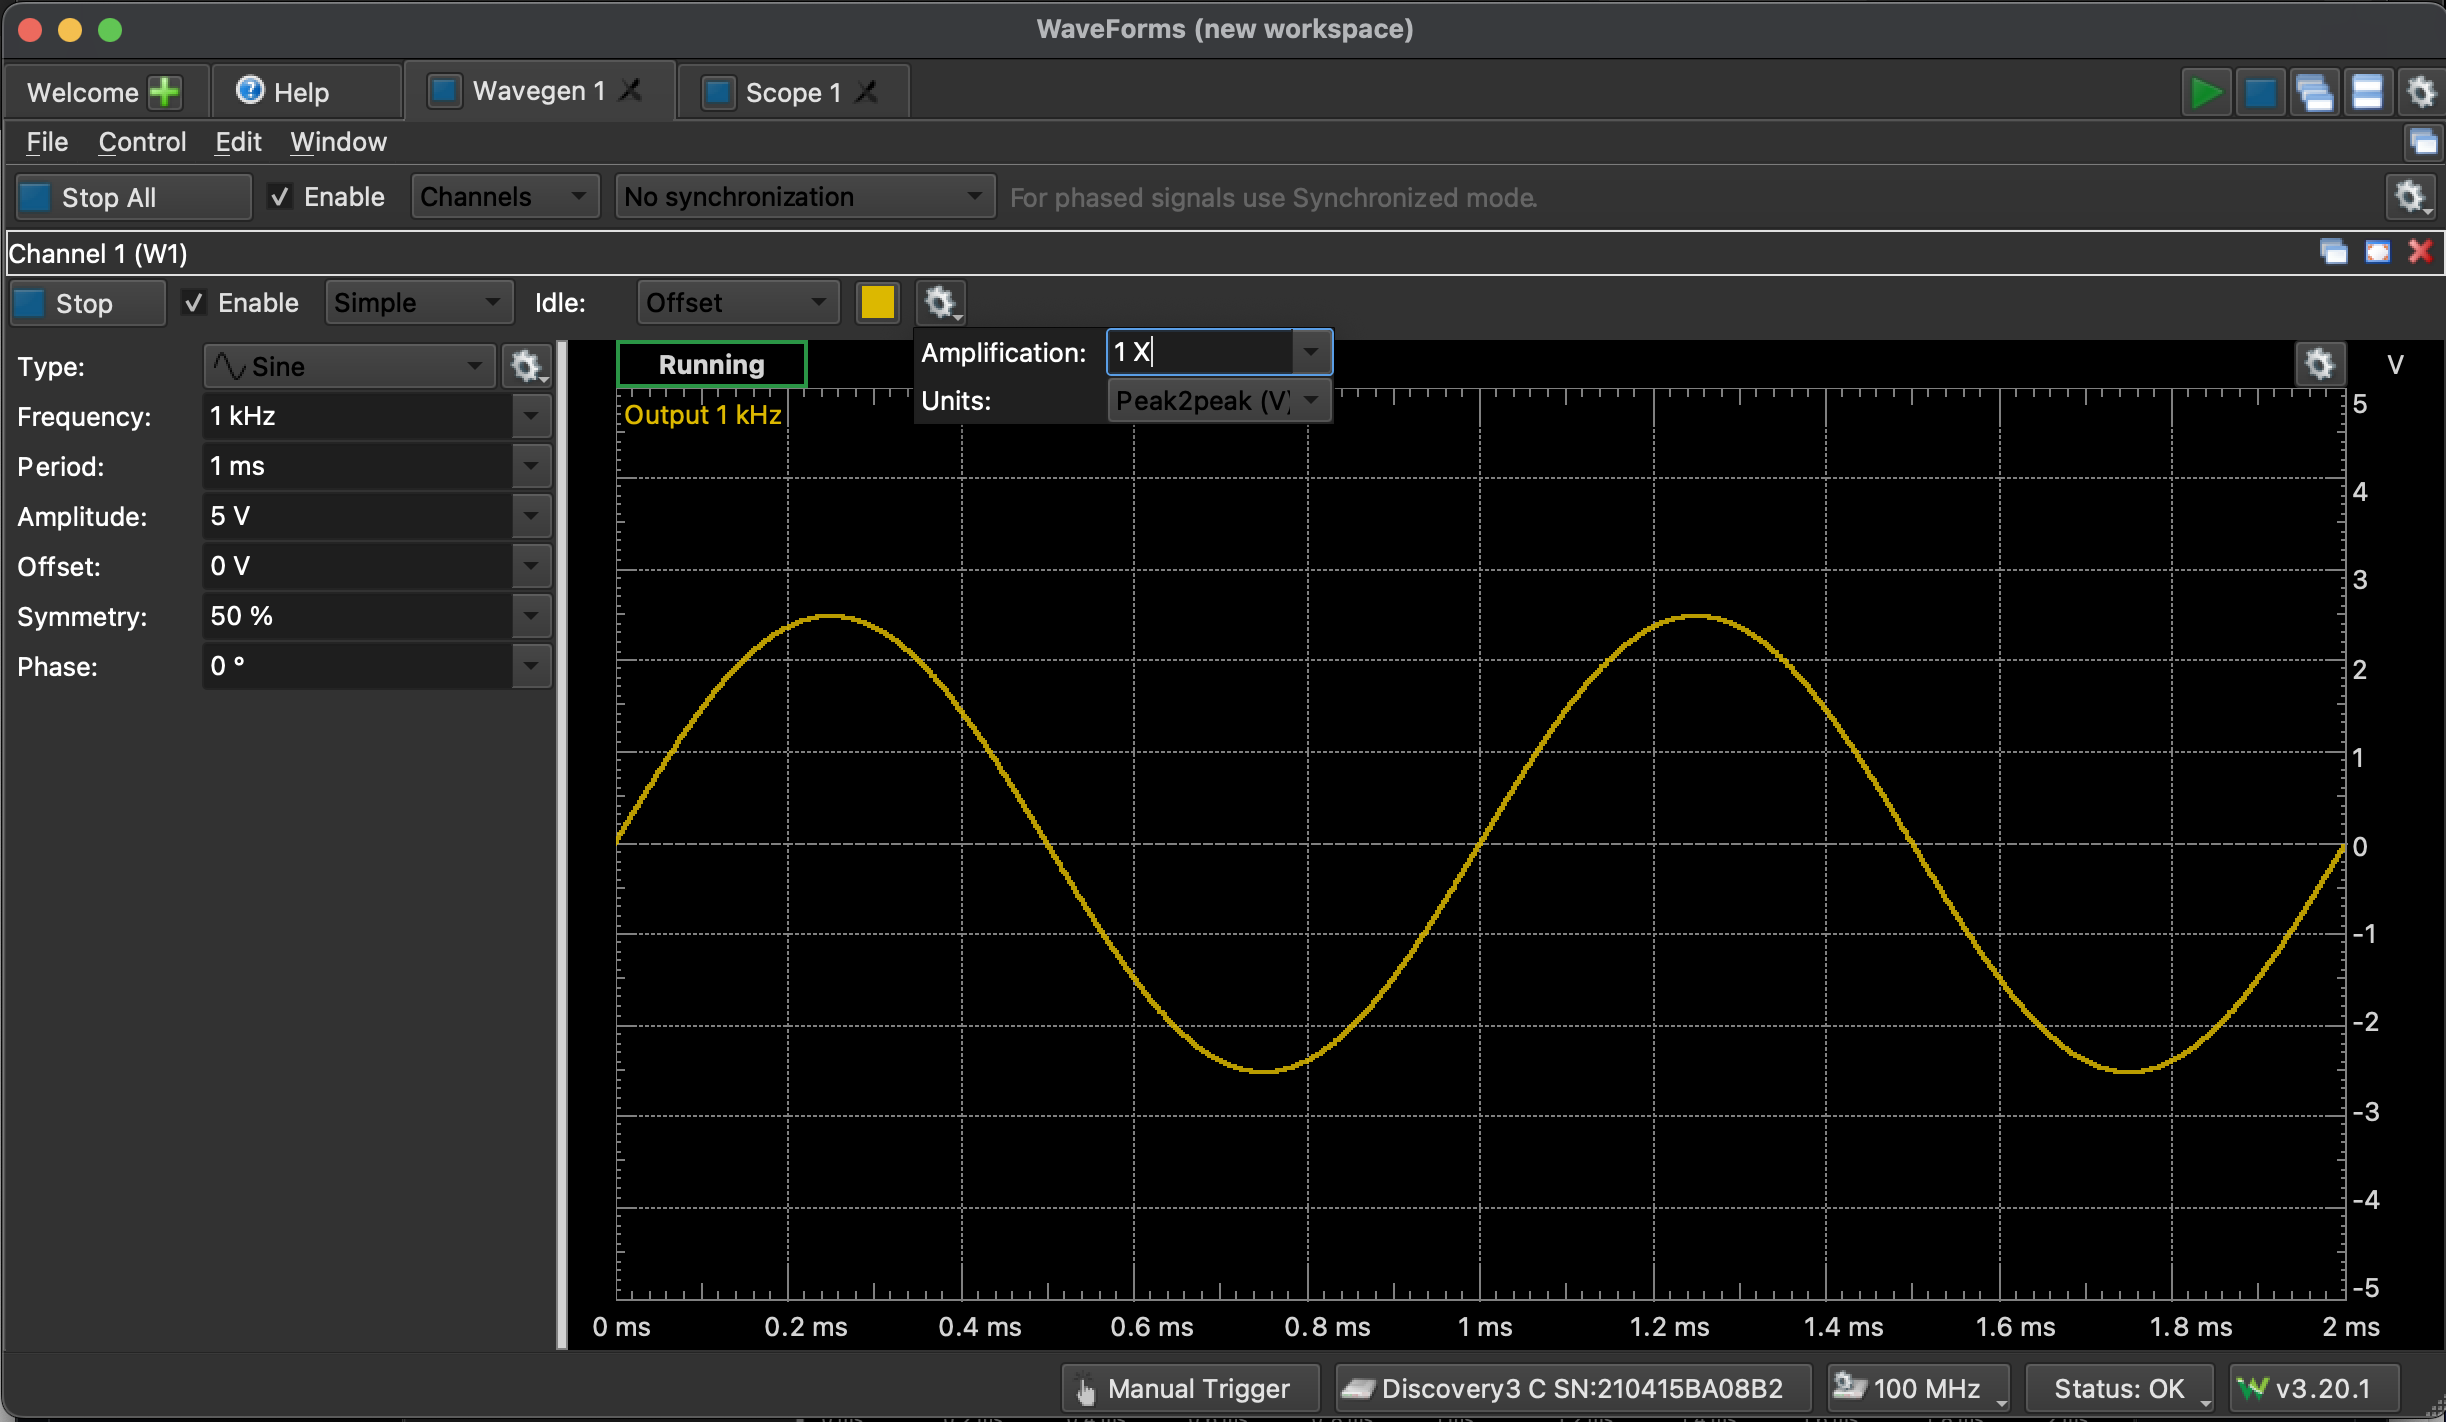 WaveForms (new workspace)
Welcome
Help
Wavegen 1
Scope 1
File Control Edit Window
Stop All Enable Channels No synchronization For phased signals use Synchronized mode.
Channel 1 (W1)
Stop Enable Simple Idle: Offset
Amplification: 1 X
Units: Peak2peak (V)
Type: Sine
Frequency: 1 kHz
Period: 1 ms
Amplitude: 5 V
Offset: 0 V
Symmetry: 50 %
Phase: 0 °
Running
V
Output 1 kHz
5
4
3
2
1
0
-1
-2
-3
-4
-5
0 ms 0.2 ms 0.4 ms 0.6 ms 0.8 ms 1 ms 1.2 ms 1.4 ms 1.6 ms 1.8 ms 2 ms
Manual Trigger Discovery3 C SN:210415BA08B2 100 MHz Status: OK v3.20.1